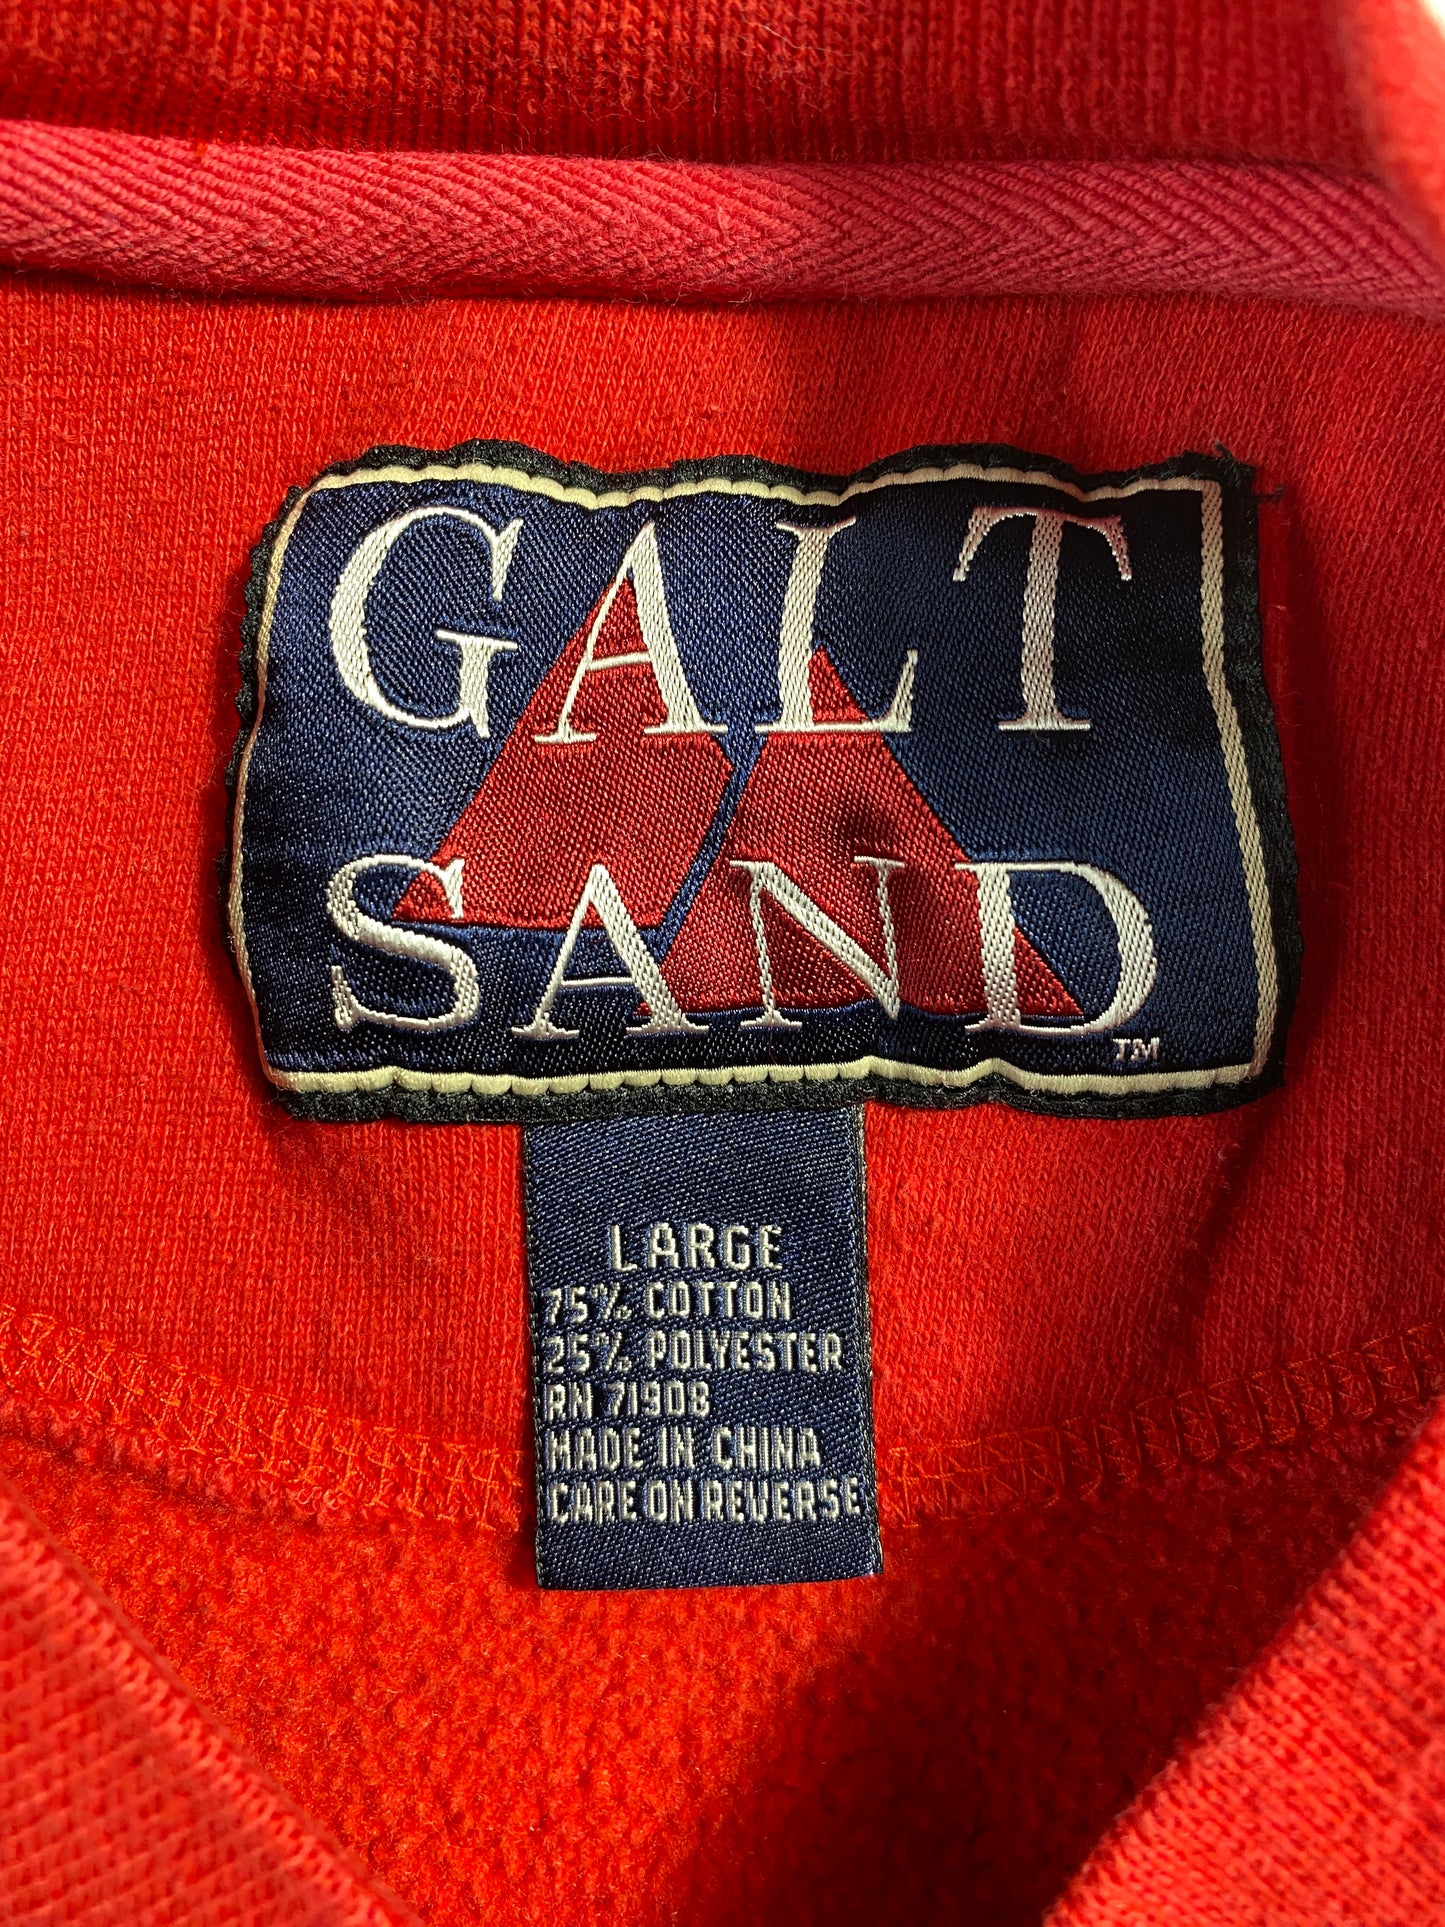 GALT
SAND
™
LARGE
75% COTTON
25% POLYESTER
RN 71908
MADE IN CHINA
CARE ON REVERSE